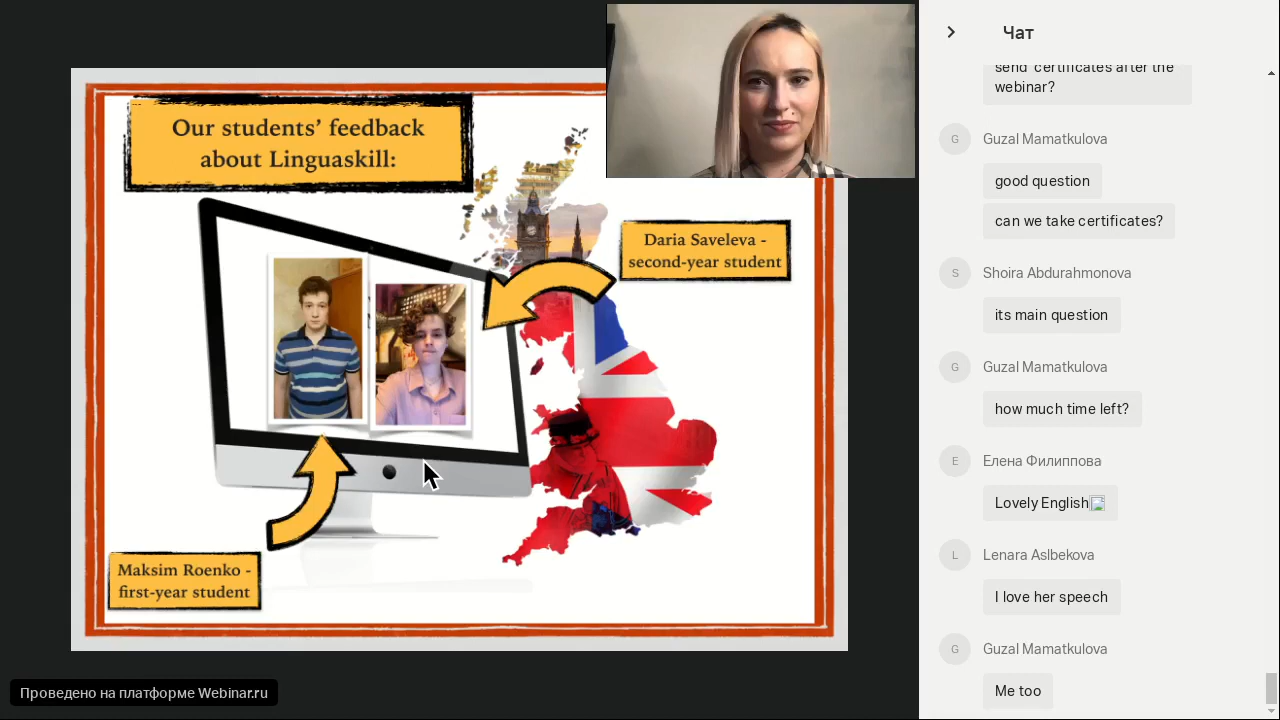 Our students’ feedback
about Linguaskill:
Daria Saveleva -
second-year student
Maksim Roenko -
first-year student
Проведено на платформе Webinar.ru
Чат
send certificates after the
webinar?
G
Guzal Mamatkulova
good question
can we take certificates?
S
Shoira Abdurahmonova
its main question
G
Guzal Mamatkulova
how much time left?
Е
Елена Филиппова
Lovely English
L
Lenara Aslbekova
I love her speech
G
Guzal Mamatkulova
Me too